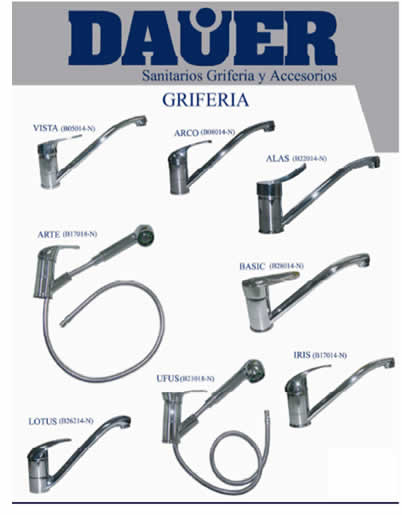 DAUER
Sanitarios Griferia y Accesorios
GRIFERIA
VISTA (B05014-N)
ARCO (B08014-N)
ALAS (B22014-N)
ARTE (B17018-N)
BASIC (B28014-N)
IRIS (B17014-N)
UFUS (B21018-N)
LOTUS (B26214-N)